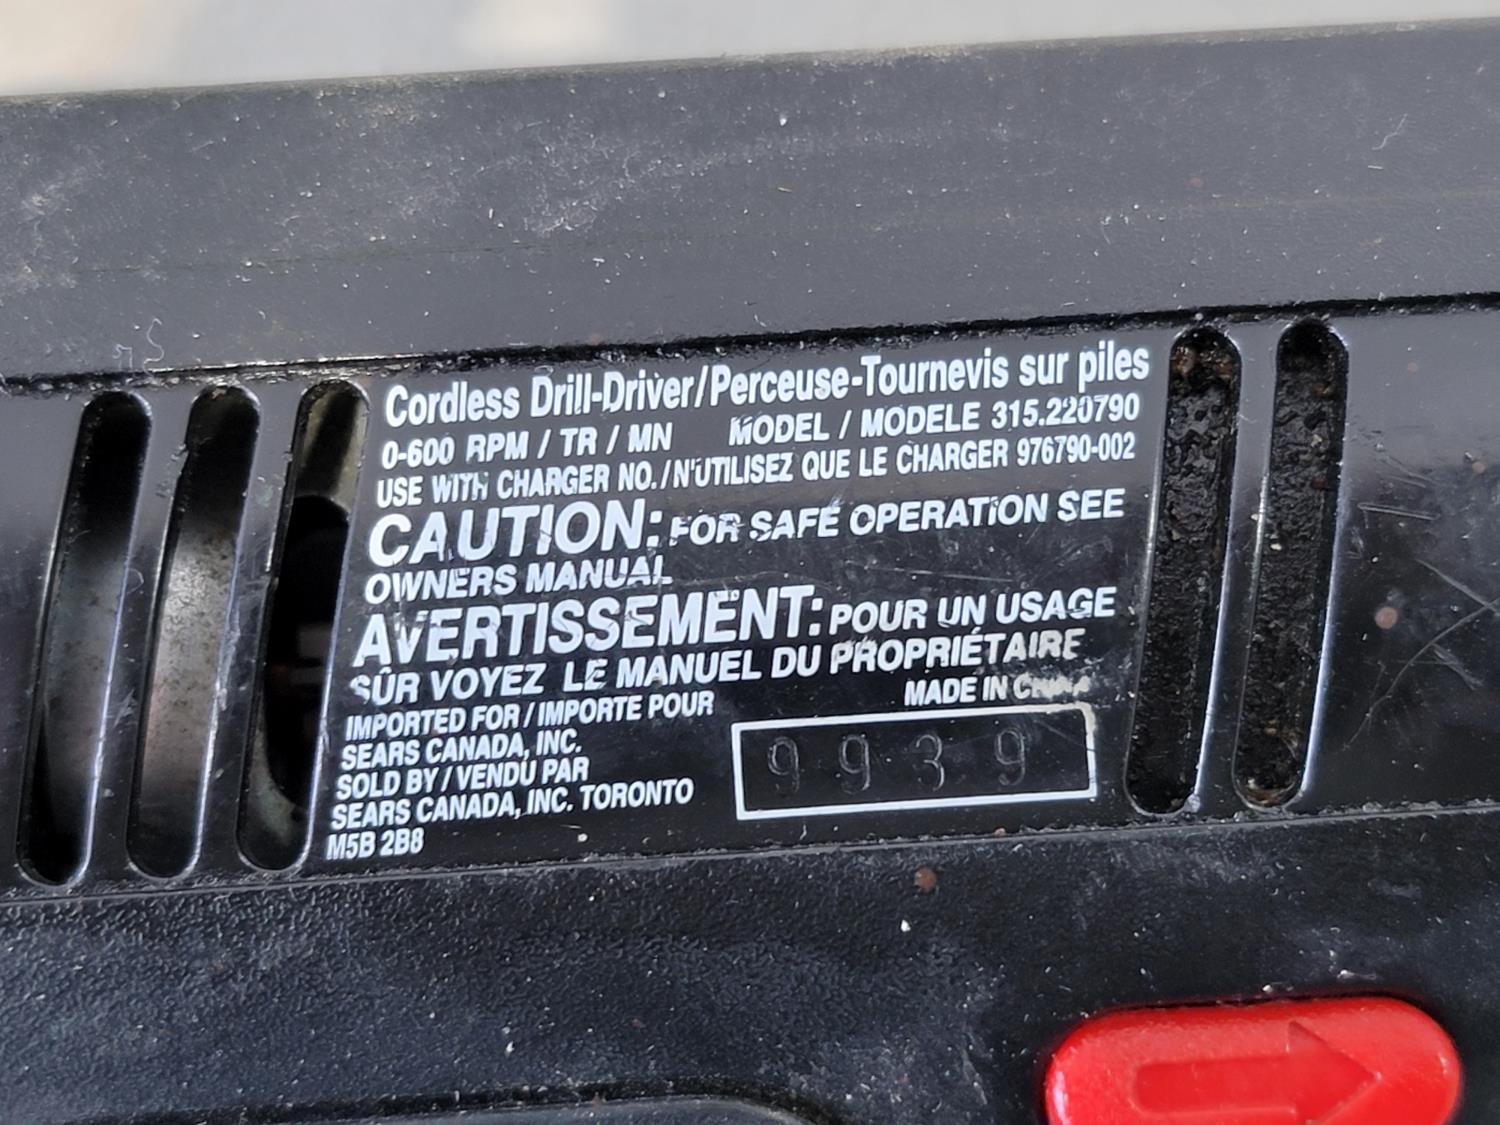 Cordless Drill-Driver/Perceuse-Tournevis sur piles
0-600 RPM / TR / MN MODEL / MODELE 315.220790
USE WITH CHARGER NO./N'UTILISEZ QUE LE CHARGER 976790-002
CAUTION: FOR SAFE OPERATION SEE
OWNERS MANUAL
AVERTISSEMENT: POUR UN USAGE
SÛR VOYEZ LE MANUEL DU PROPRIÉTAIRE
MADE IN CHINA
IMPORTED FOR / IMPORTE POUR
SEARS CANADA, INC.
SOLD BY / VENDU PAR
SEARS CANADA, INC. TORONTO
M5B 2B8
9939